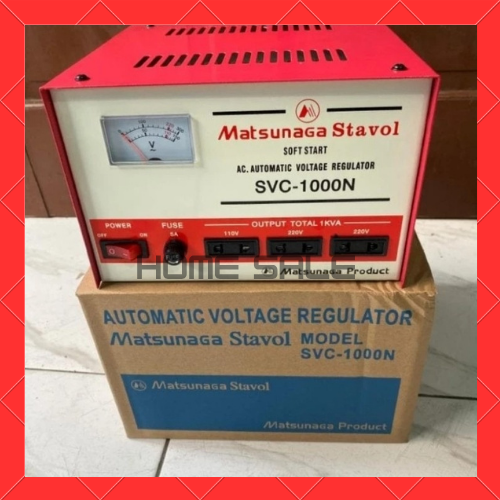 Matsunaga Stavol
SOFT START
AC. AUTOMATIC VOLTAGE REGULATOR
SVC-1000N
V
POWER
OFF ON
FUSE
5A
OUTPUT TOTAL 1KVA
110V 220V 220V
Matsunaga Product
HOME SALE
AUTOMATIC VOLTAGE REGULATOR
Matsunaga Stavol MODEL
SVC-1000N
Matsunaga Stavol
Matsunaga Product